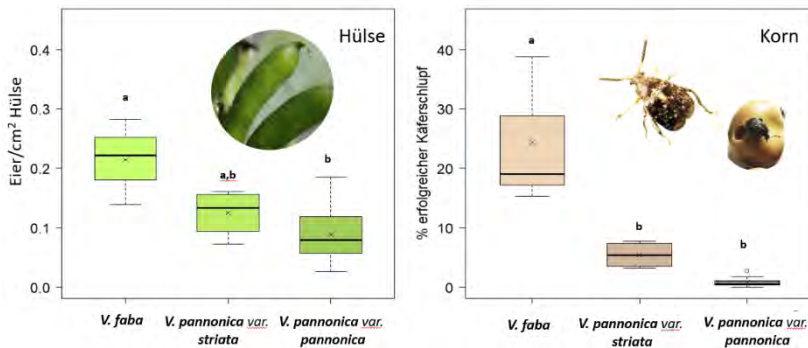 Hülse
Eier/cm² Hülse
0.4
0.3
0.2
0.1
0.0
a
a,b
b
V. faba
V. pannonica var.
striata
V. pannonica var.
pannonica
Korn
% erfolgreicher Käferschlupf
40
30
20
10
0
a
b
b
V. faba
V. pannonica var.
striata
V. pannonica var.
pannonica